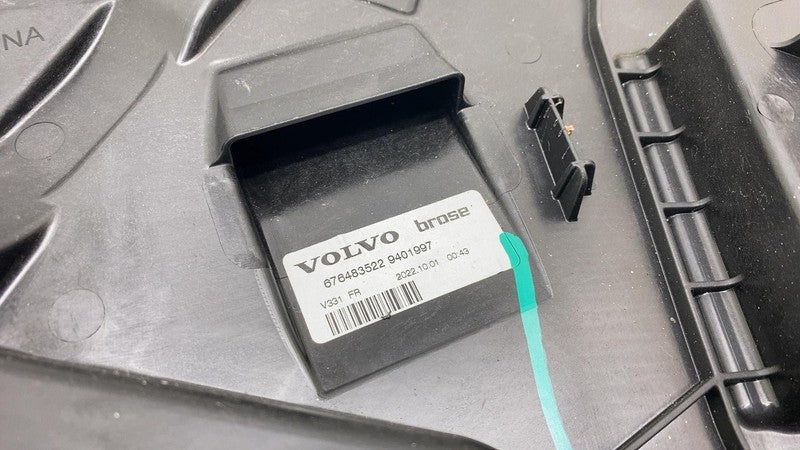 NA
VOLVO brose
676483522 9401997
2022.10.01 00:43
V331 FR